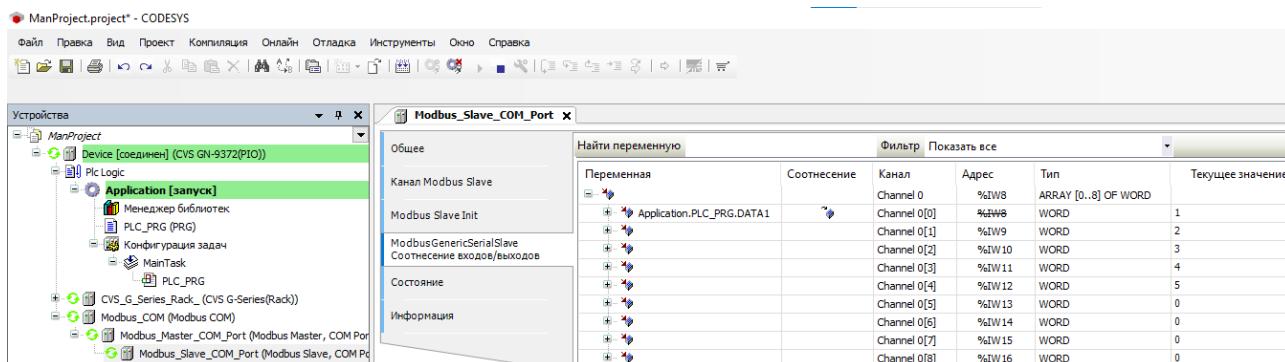 ManProject.project* - CODESYS
Файл Правка Вид Проект Компиляция Онлайн Отладка Инструменты Окно Справка
Устройства
Modbus_Slave_COM_Port
ManProject
Device [соединен] (CVS GN-9372(PIO))
Plc Logic
Application [запуск]
Менеджер библиотек
PLC_PRG (PRG)
Конфигурация задач
MainTask
PLC_PRG
CVS_G_Series_Rack_ (CVS G-Series(Rack))
Modbus_COM (Modbus COM)
Modbus_Master_COM_Port (Modbus Master, COM Por
Modbus_Slave_COM_Port (Modbus Slave, COM Po
Общее
Канал Modbus Slave
Modbus Slave Init
ModbusGenericSerialSlave
Соотнесение входов/выходов
Состояние
Информация
Найти переменную Фильтр Показать все
Переменная Соотнесение Канал Адрес Тип Текущее значение
Channel 0 %IW8 ARRAY [0..8] OF WORD
Application.PLC_PRG.DATA1 Channel 0[0] %IW8 WORD 1
Channel 0[1] %IW9 WORD 2
Channel 0[2] %IW10 WORD 3
Channel 0[3] %IW11 WORD 4
Channel 0[4] %IW12 WORD 5
Channel 0[5] %IW13 WORD 0
Channel 0[6] %IW14 WORD 0
Channel 0[7] %IW15 WORD 0
Channel 0[8] %IW16 WORD 0